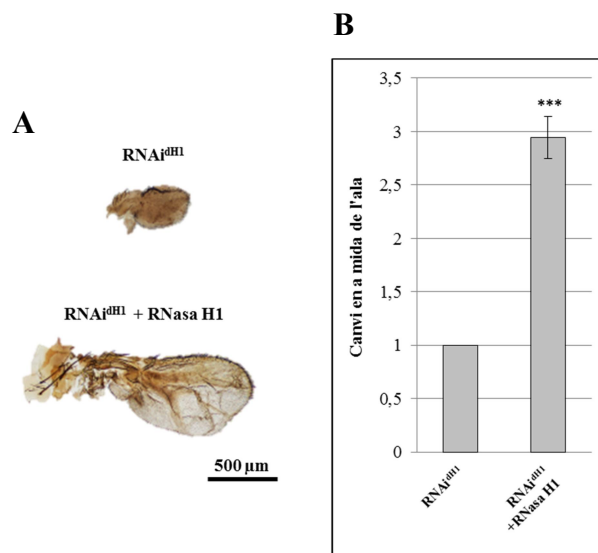 A
RNAi^dH1
RNAi^dH1 + RNasa H1
500 µm
B
Canvi en a mida de l'ala
3,5
3
2,5
2
1,5
1
0,5
0
***
RNAi^dH1
RNAi^dH1
+RNasa H1